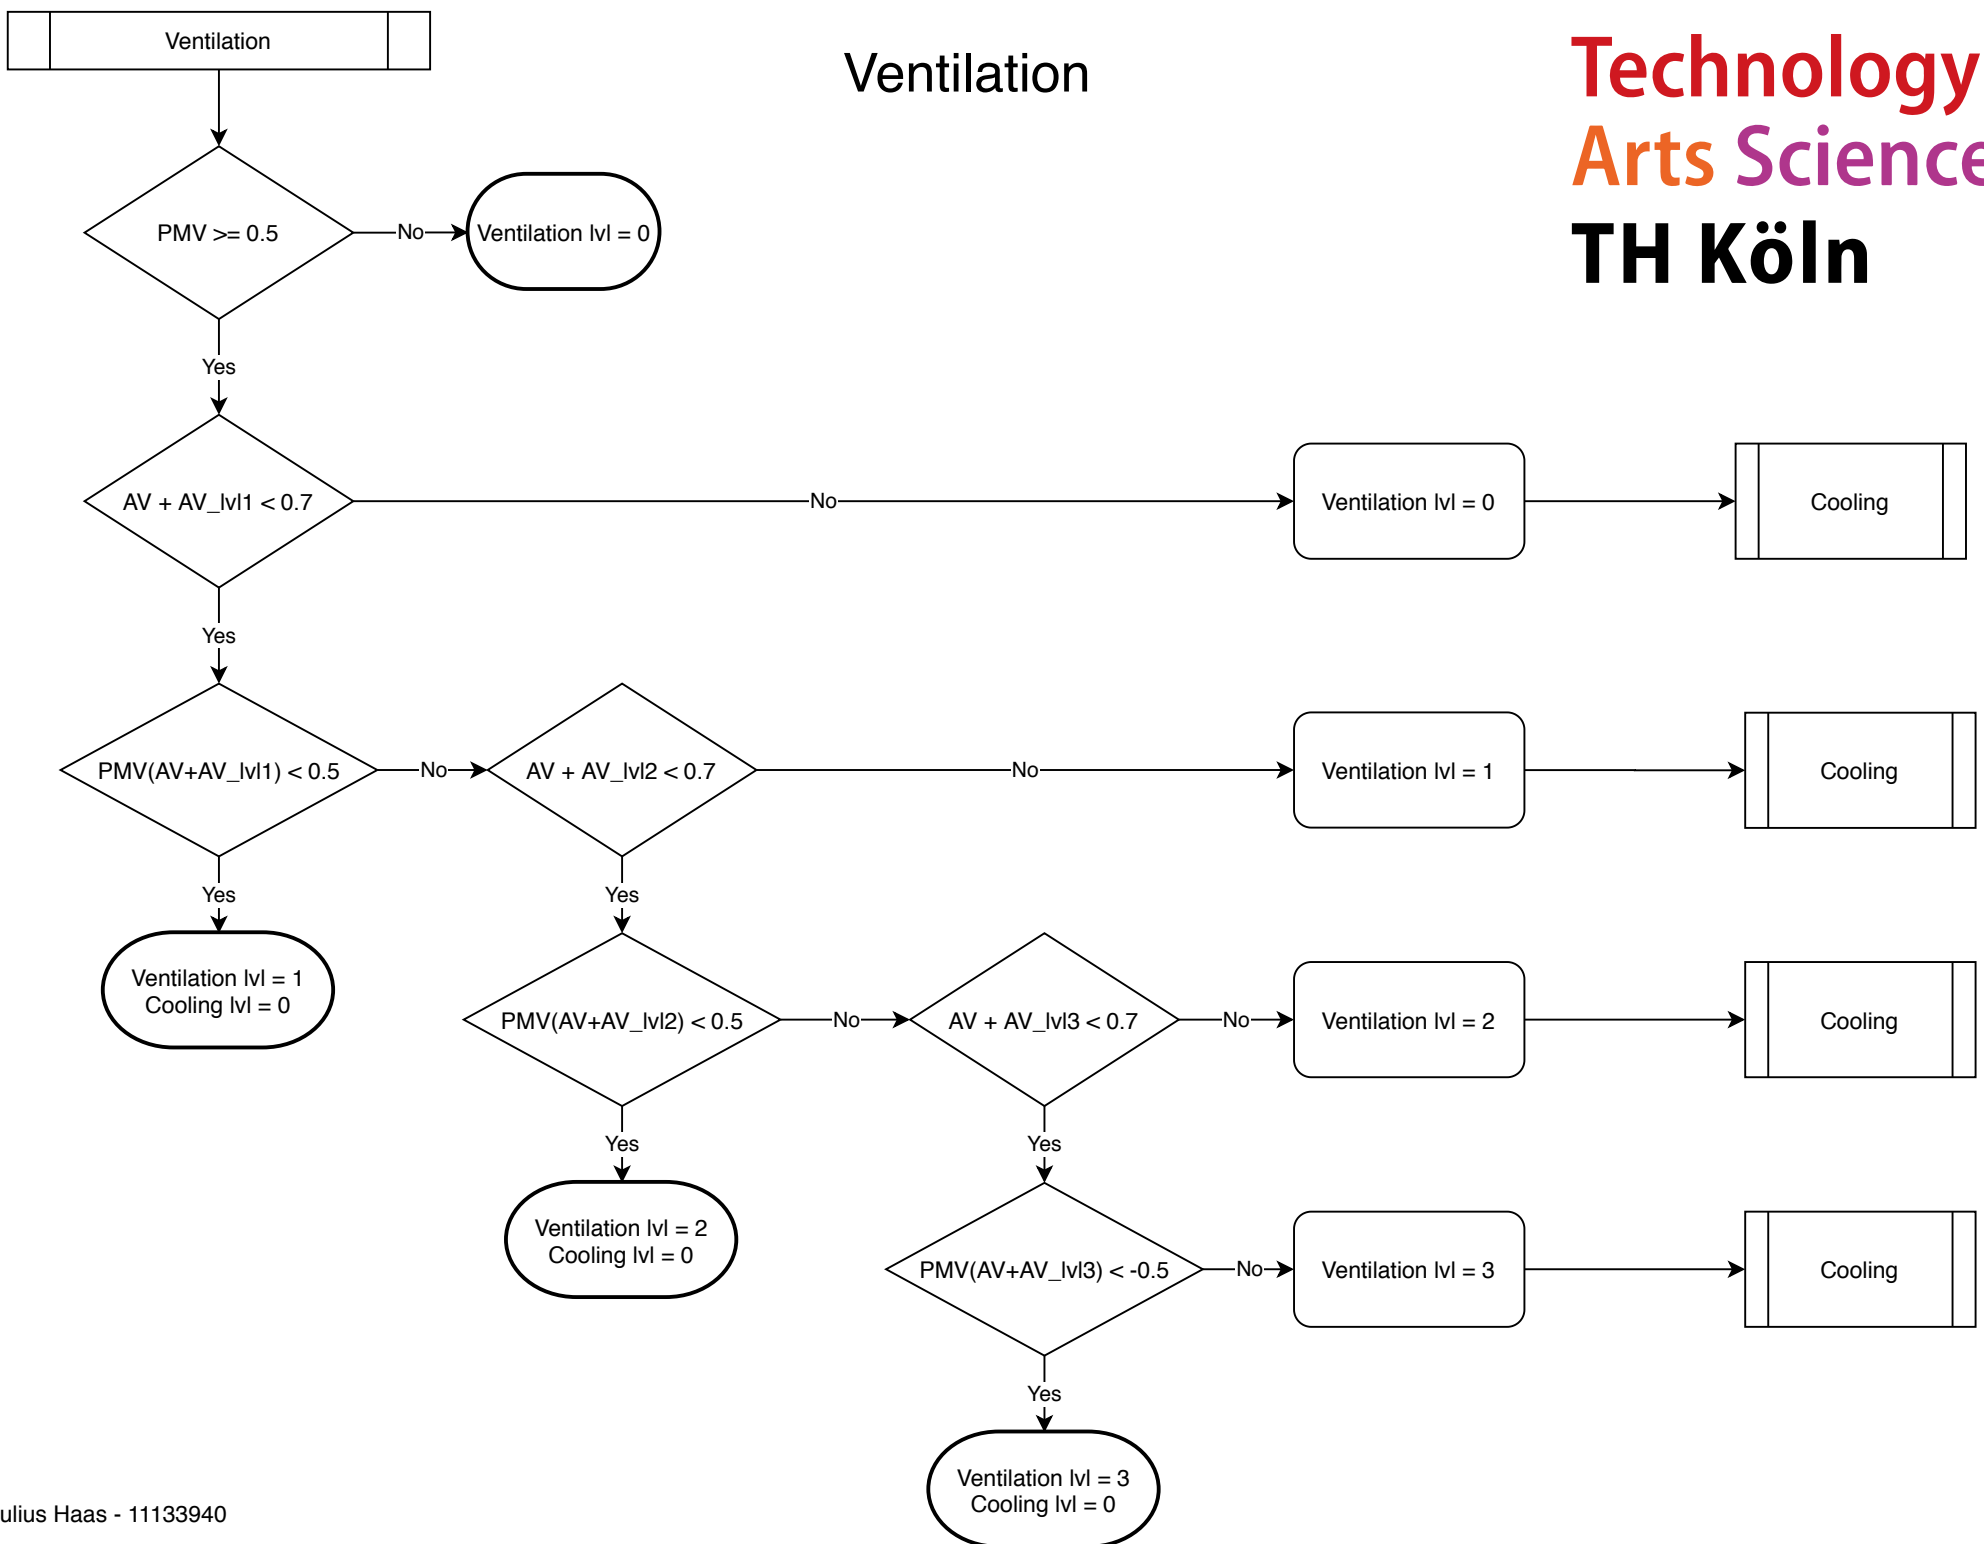 Ventilation
Ventilation
Technology
Arts Science
TH Köln
PMV >= 0.5
No
Ventilation lvl = 0
Yes
AV + AV_lvl1 < 0.7
No
Ventilation lvl = 0
Cooling
Yes
PMV(AV+AV_lvl1) < 0.5
No
AV + AV_lvl2 < 0.7
No
Ventilation lvl = 1
Cooling
Yes
Yes
Ventilation lvl = 1
Cooling lvl = 0
PMV(AV+AV_lvl2) < 0.5
No
AV + AV_lvl3 < 0.7
No
Ventilation lvl = 2
Cooling
Yes
Yes
Ventilation lvl = 2
Cooling lvl = 0
PMV(AV+AV_lvl3) < -0.5
No
Ventilation lvl = 3
Cooling
Yes
Ventilation lvl = 3
Cooling lvl = 0
ulius Haas - 11133940